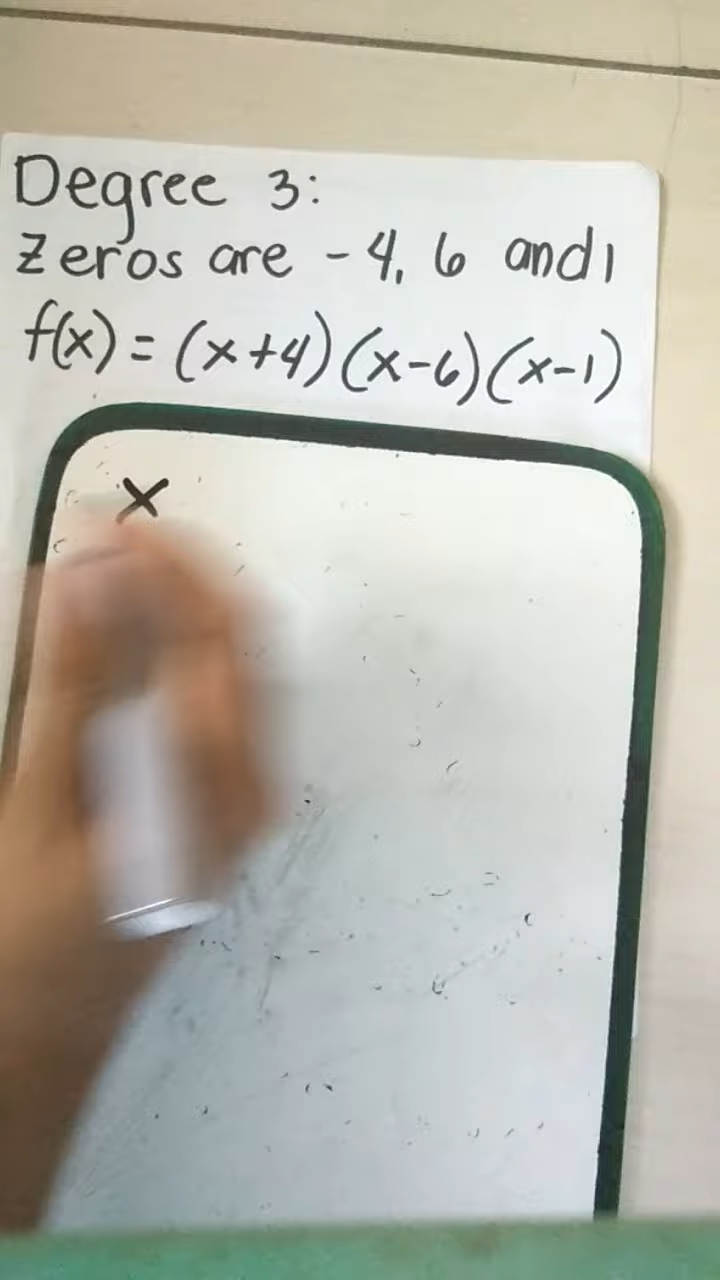 Degree 3:
Zeros are -4, 6 and 1
f(x) = (x+4)(x-6)(x-1)
x